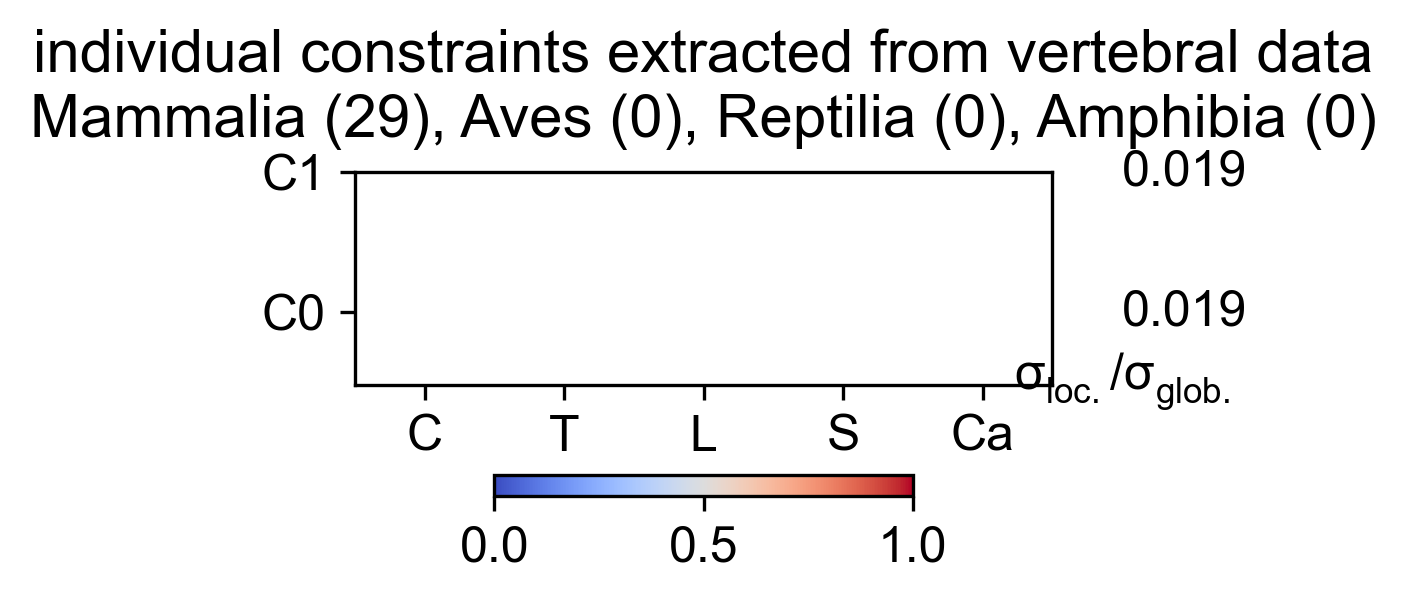 individual constraints extracted from vertebral data
Mammalia (29), Aves (0), Reptilia (0), Amphibia (0)
C1
0.019
C0
0.019
σloc. /σglob.
C T L S Ca
0.0 0.5 1.0